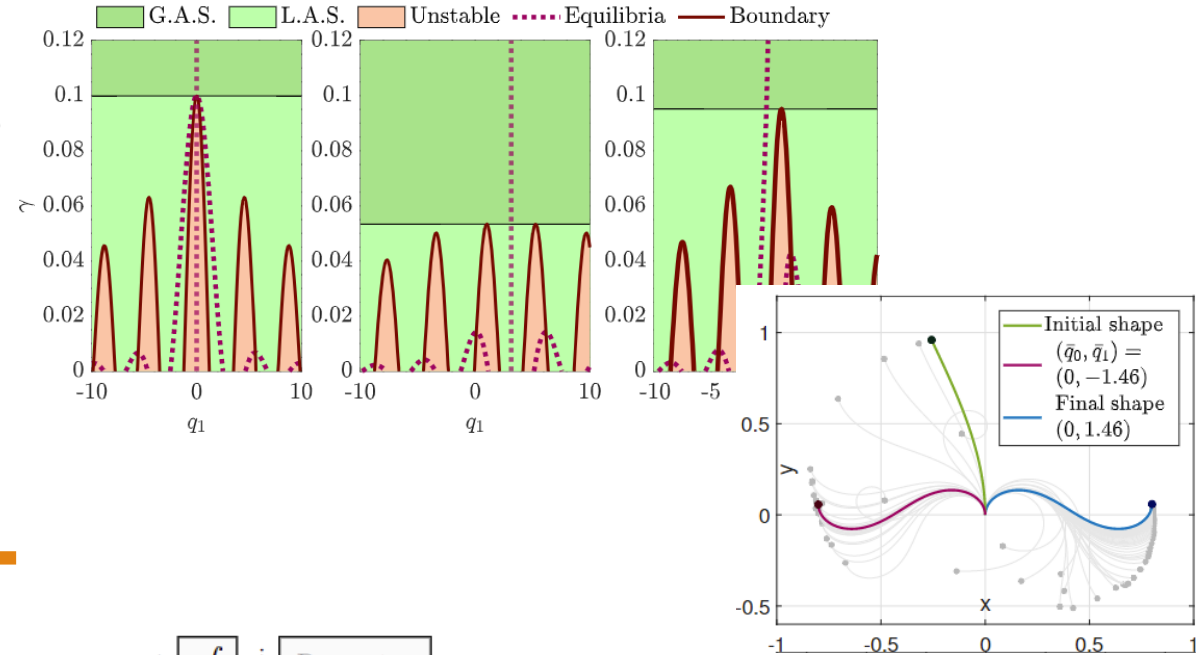 G.A.S. L.A.S. Unstable Equilibria Boundary
0.12 0.12 0.12
0.1 0.1 0.1
0.08 0.08 0.08
γ 0.06 0.06 0.06
0.04 0.04 0.04
0.02 0.02 0.02
0 0 0
-10 0 10 -10 0 10 -10 -5
q₁ q₁
Initial shape
(q̄₀, q̄₁) =
(0, −1.46)
Final shape
(0, 1.46)
1
0.5
y
0
-0.5
x
-1 -0.5 0 0.5 1